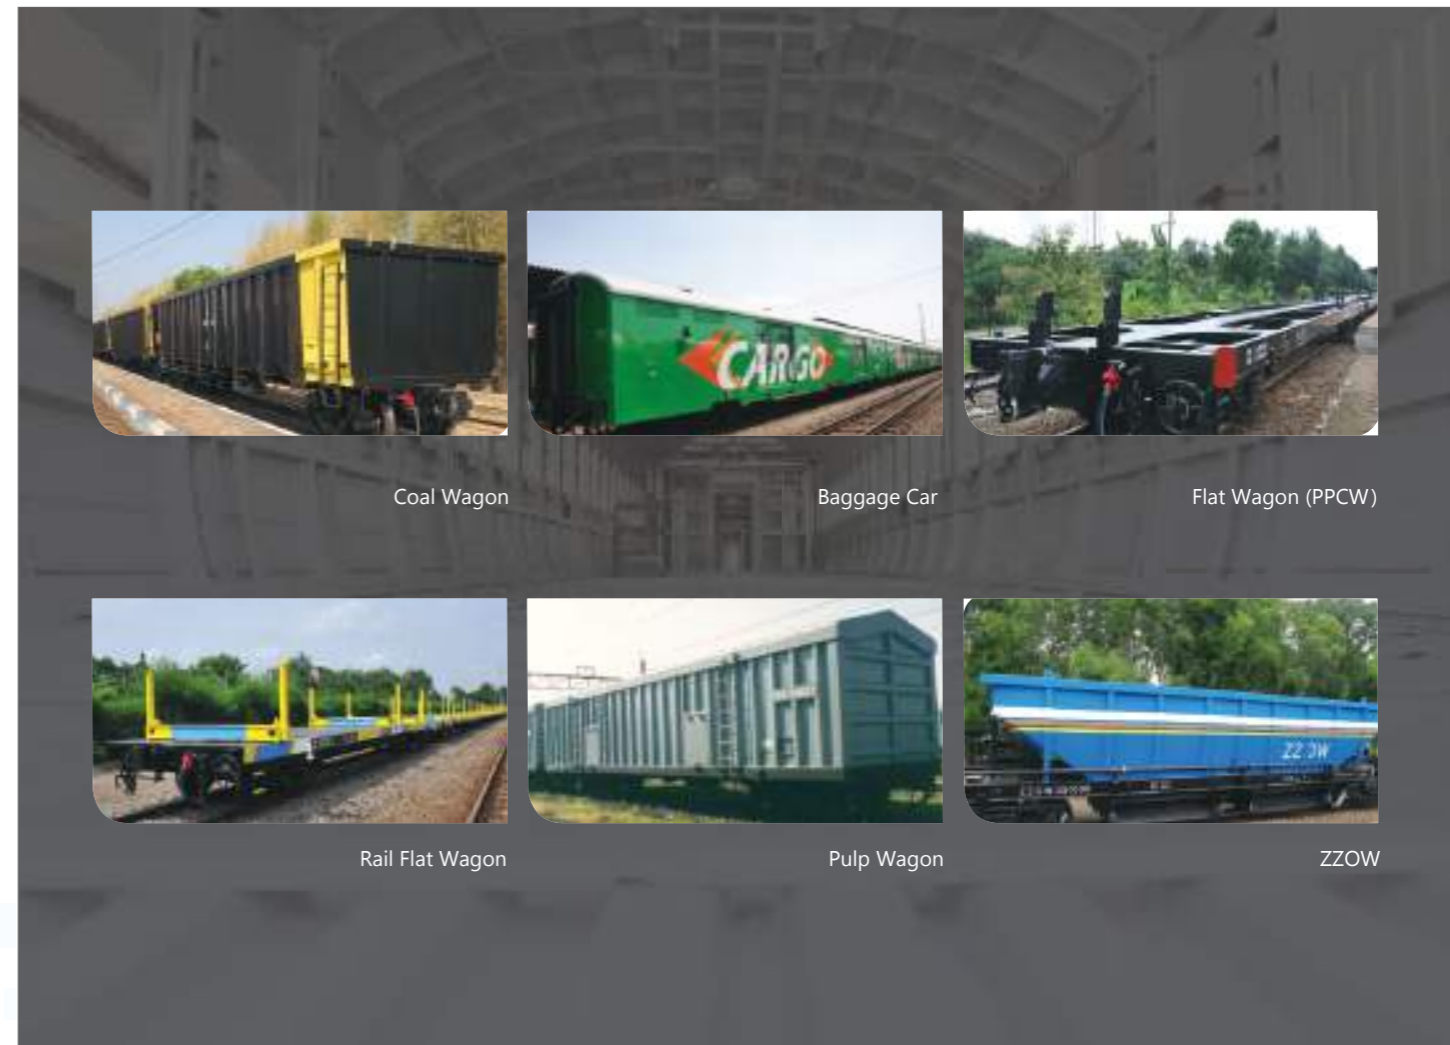 CARGO
Coal Wagon
Baggage Car
Flat Wagon (PPCW)
ZZOW
Rail Flat Wagon
Pulp Wagon
ZZOW